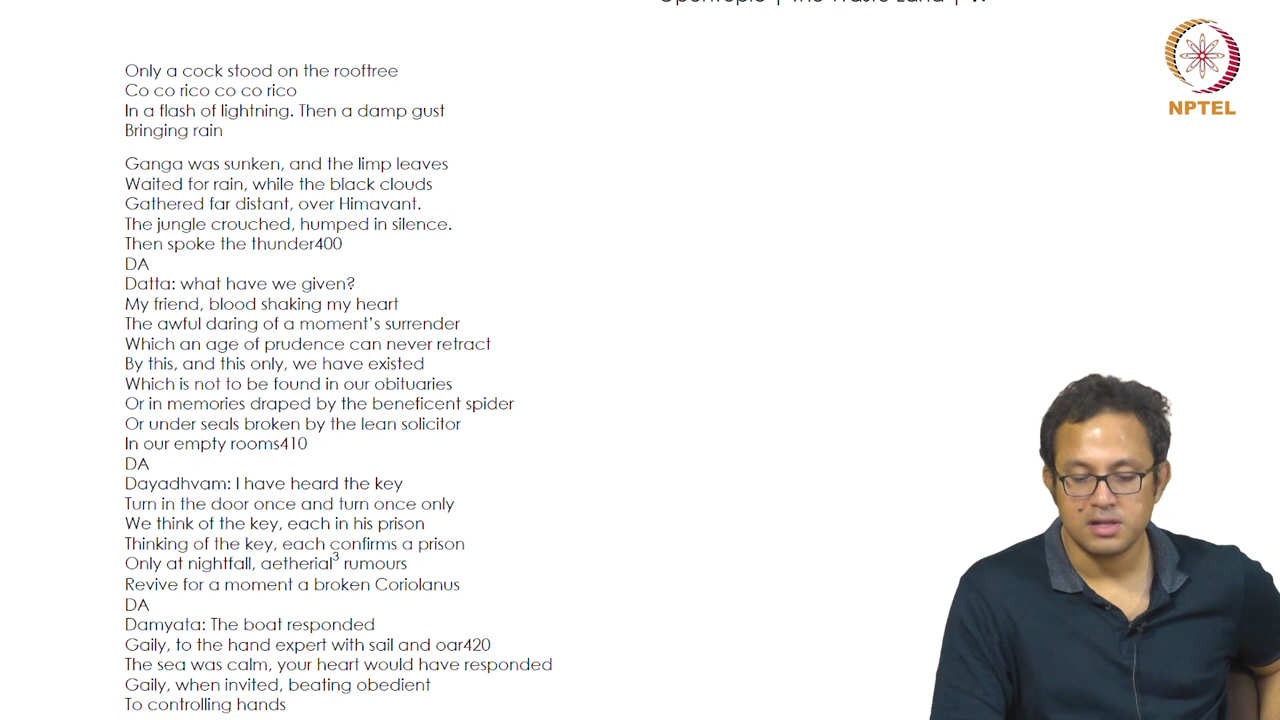 Only a cock stood on the rooftree
Co co rico co co rico
In a flash of lightning. Then a damp gust
Bringing rain
Ganga was sunken, and the limp leaves
Waited for rain, while the black clouds
Gathered far distant, over Himavant.
The jungle crouched, humped in silence.
Then spoke the thunder400
DA
Datta: what have we given?
My friend, blood shaking my heart
The awful daring of a moment’s surrender
Which an age of prudence can never retract
By this, and this only, we have existed
Which is not to be found in our obituaries
Or in memories draped by the beneficent spider
Or under seals broken by the lean solicitor
In our empty rooms410
DA
Dayadhvam: I have heard the key
Turn in the door once and turn once only
We think of the key, each in his prison
Thinking of the key, each confirms a prison
Only at nightfall, aetherial³ rumours
Revive for a moment a broken Coriolanus
DA
Damyata: The boat responded
Gaily, to the hand expert with sail and oar420
The sea was calm, your heart would have responded
Gaily, when invited, beating obedient
To controlling hands
NPTEL